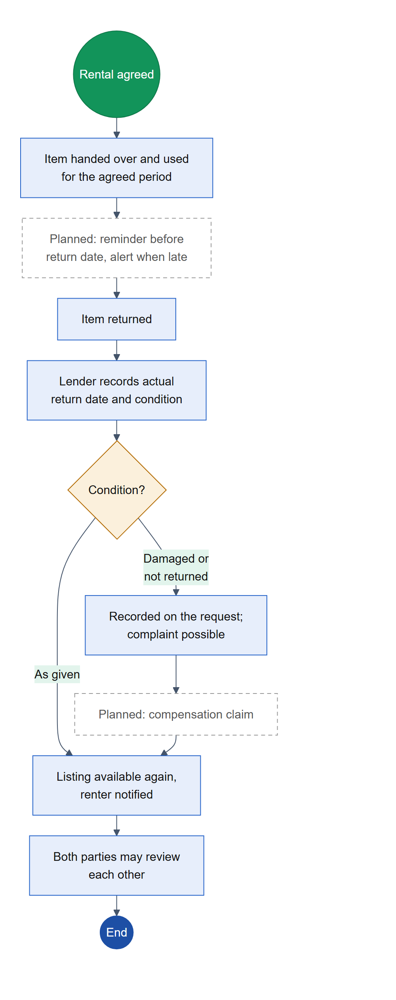 Rental agreed
Item handed over and used
for the agreed period
Planned: reminder before
return date, alert when late
Item returned
Lender records actual
return date and condition
Condition?
Damaged or
not returned
Recorded on the request;
complaint possible
As given
Planned: compensation claim
Listing available again,
renter notified
Both parties may review
each other
End